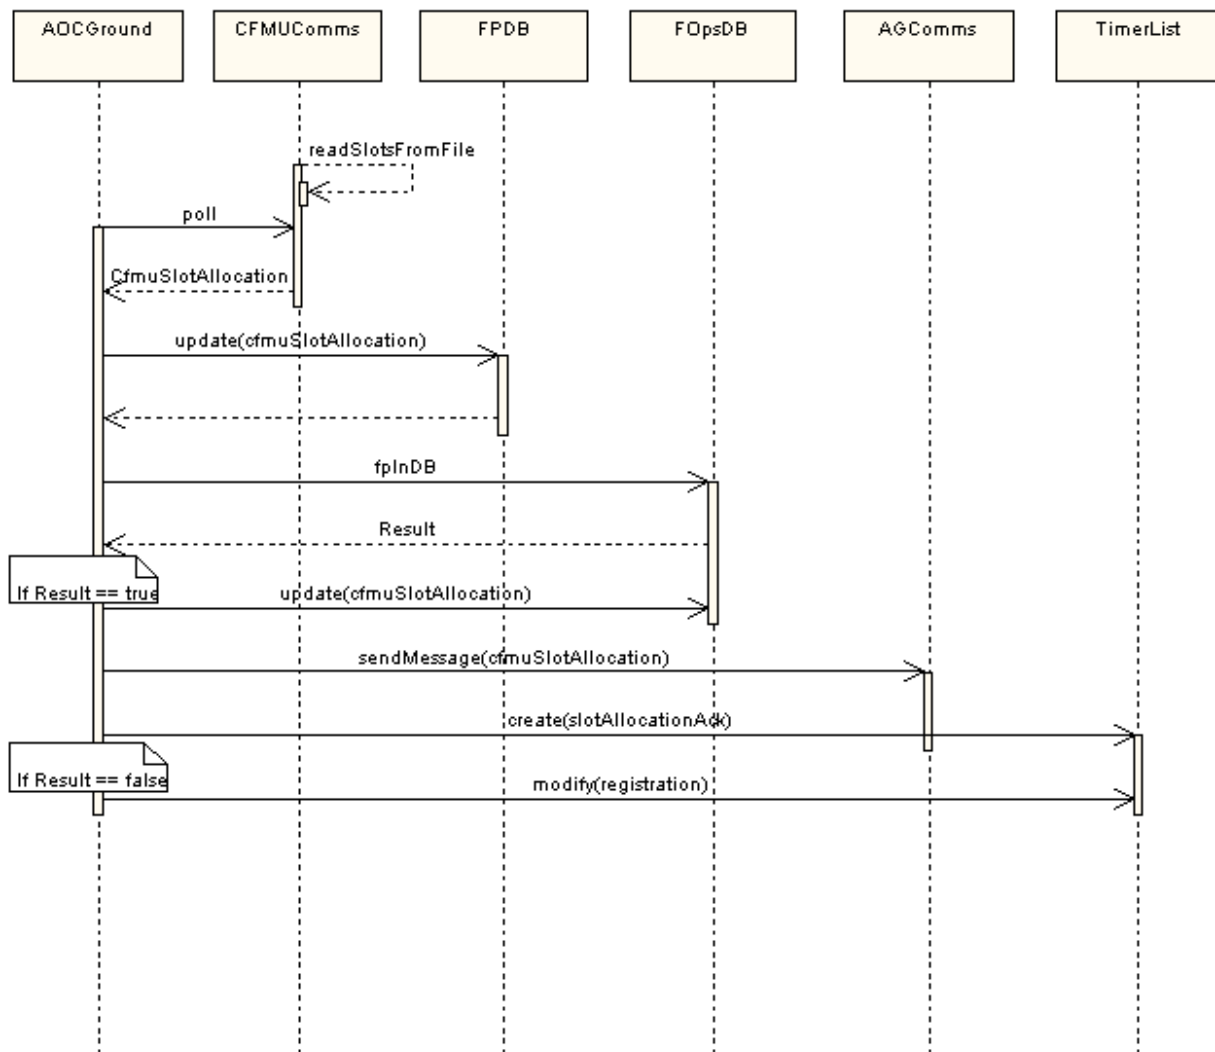 AOCGround
CFMUComms
FPDB
FOpsDB
AGComms
TimerList
readSlotsFromFile
poll
CfmuSlotAllocation
update(cfmuSlotAllocation)
fpInDB
Result
If Result == true
update(cfmuSlotAllocation)
sendMessage(cfmuSlotAllocation)
create(slotAllocationAck)
If Result == false
modify(registration)